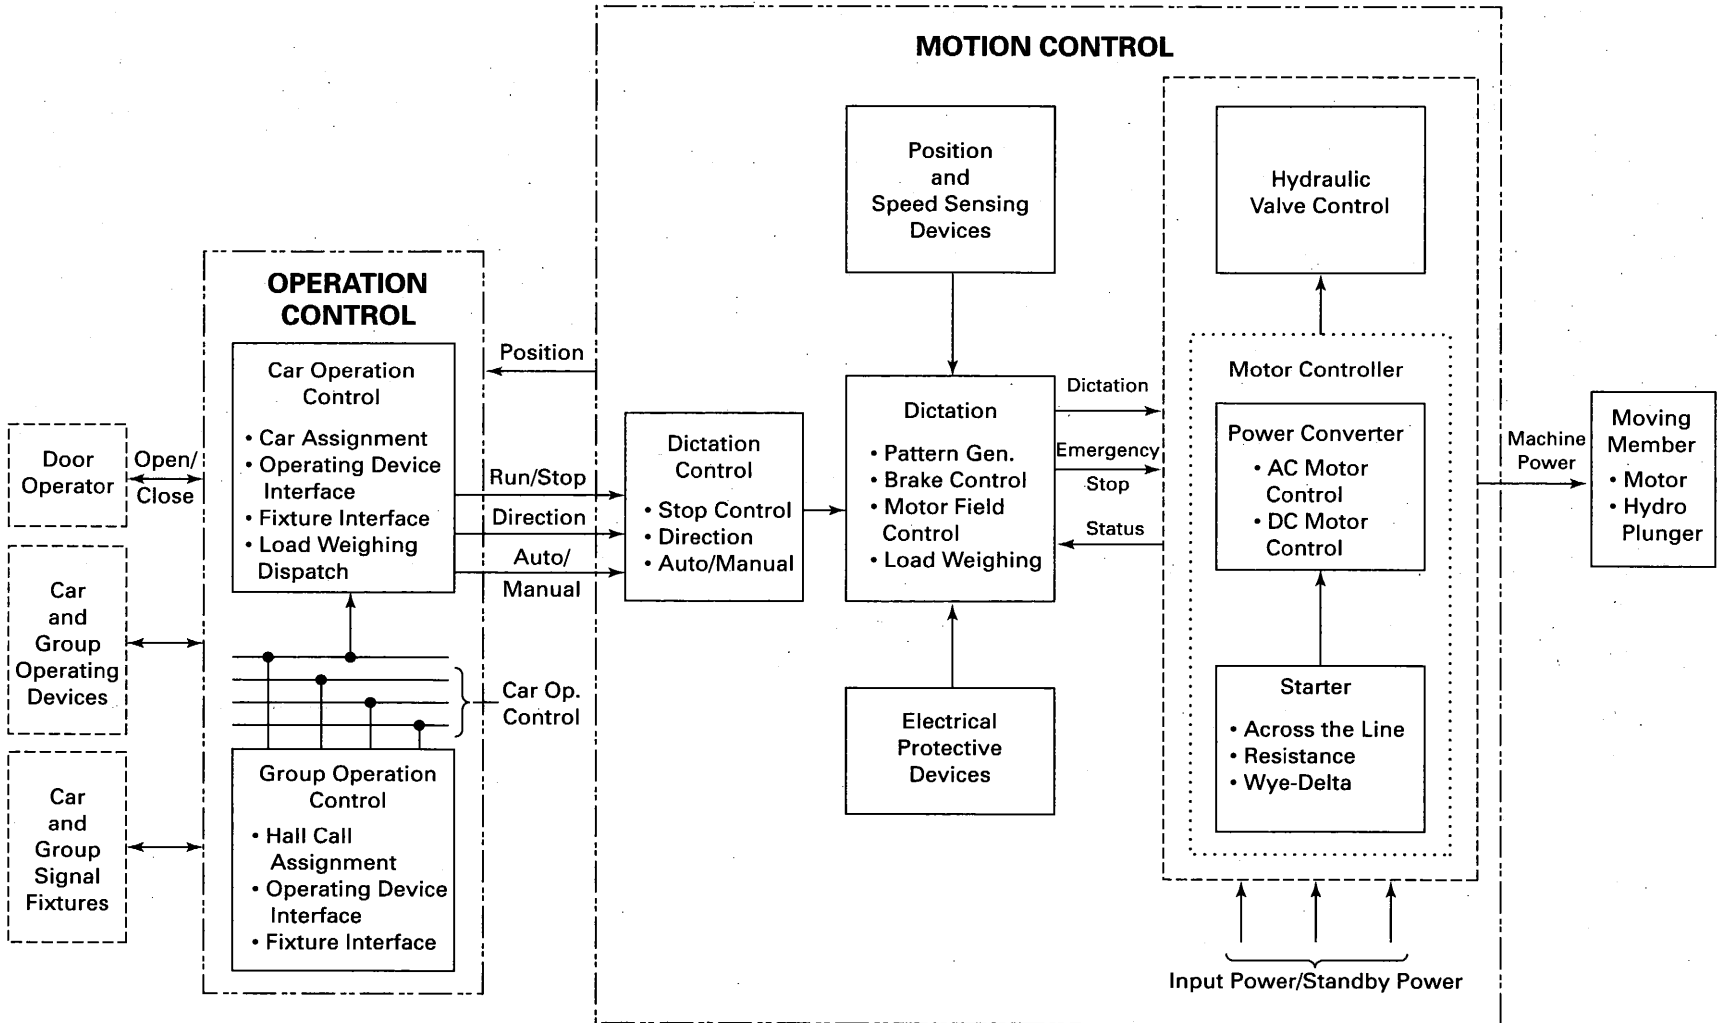 MOTION CONTROL
Position
and
Speed Sensing
Devices
Hydraulic
Valve Control
OPERATION
CONTROL
Car Operation
Control
• Car Assignment
• Operating Device
Interface
• Fixture Interface
• Load Weighing
Dispatch
Position
Door
Operator
Open/
Close
Run/Stop
Direction
Auto/
Manual
Dictation
Control
• Stop Control
• Direction
• Auto/Manual
Dictation
• Pattern Gen.
• Brake Control
• Motor Field
Control
• Load Weighing
Dictation
Emergency
Stop
Status
Motor Controller
Power Converter
• AC Motor
Control
• DC Motor
Control
Machine
Power
Moving
Member
• Motor
• Hydro
Plunger
Car
and
Group
Operating
Devices
Car Op.
Control
Electrical
Protective
Devices
Starter
• Across the Line
• Resistance
• Wye-Delta
Car
and
Group
Signal
Fixtures
Group Operation
Control
• Hall Call
Assignment
• Operating Device
Interface
• Fixture Interface
Input Power/Standby Power